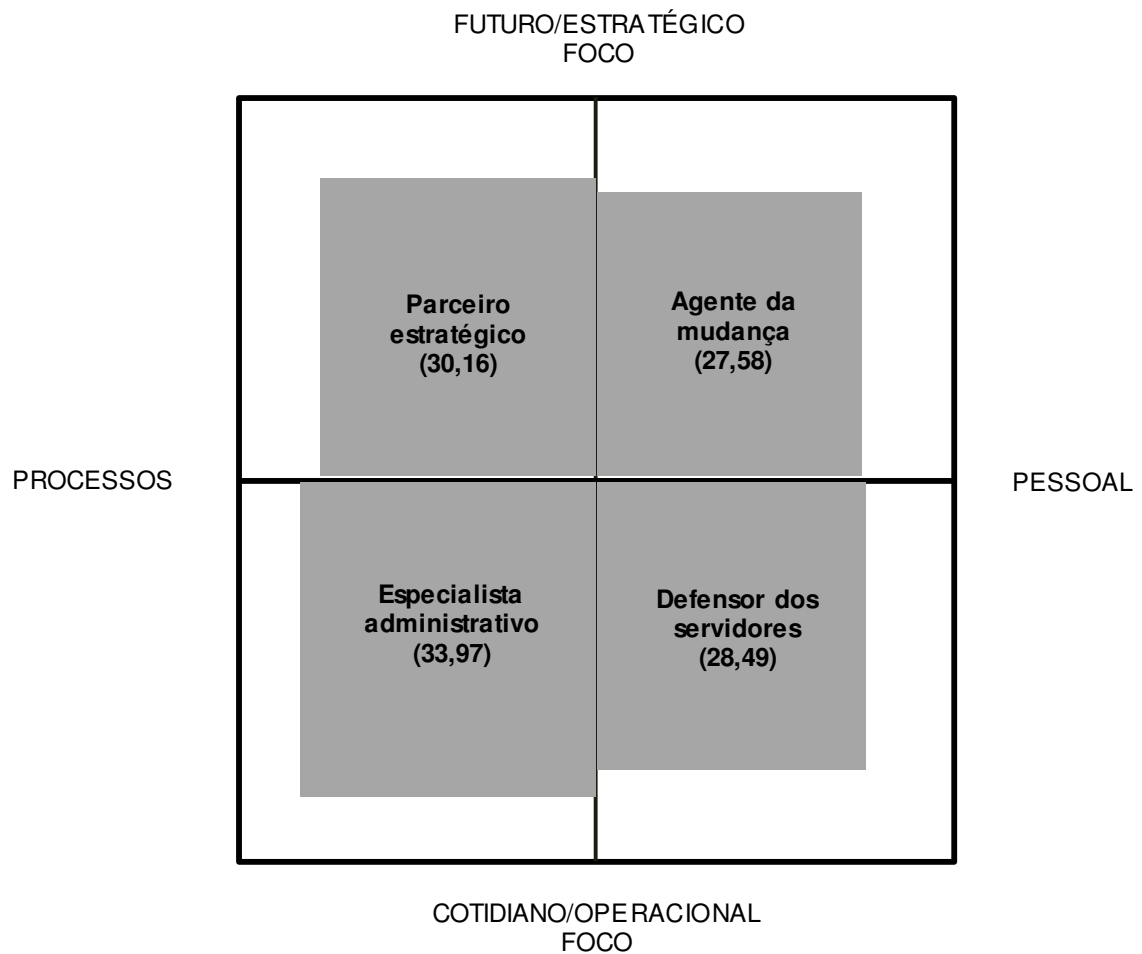 FUTURO/ESTRATÉGICO
FOCO
Parceiro
estratégico
(30,16)
Agente da
mudança
(27,58)
PROCESSOS
PESSOAL
Especialista
administrativo
(33,97)
Defensor dos
servidores
(28,49)
COTIDIANO/OPERACIONAL
FOCO